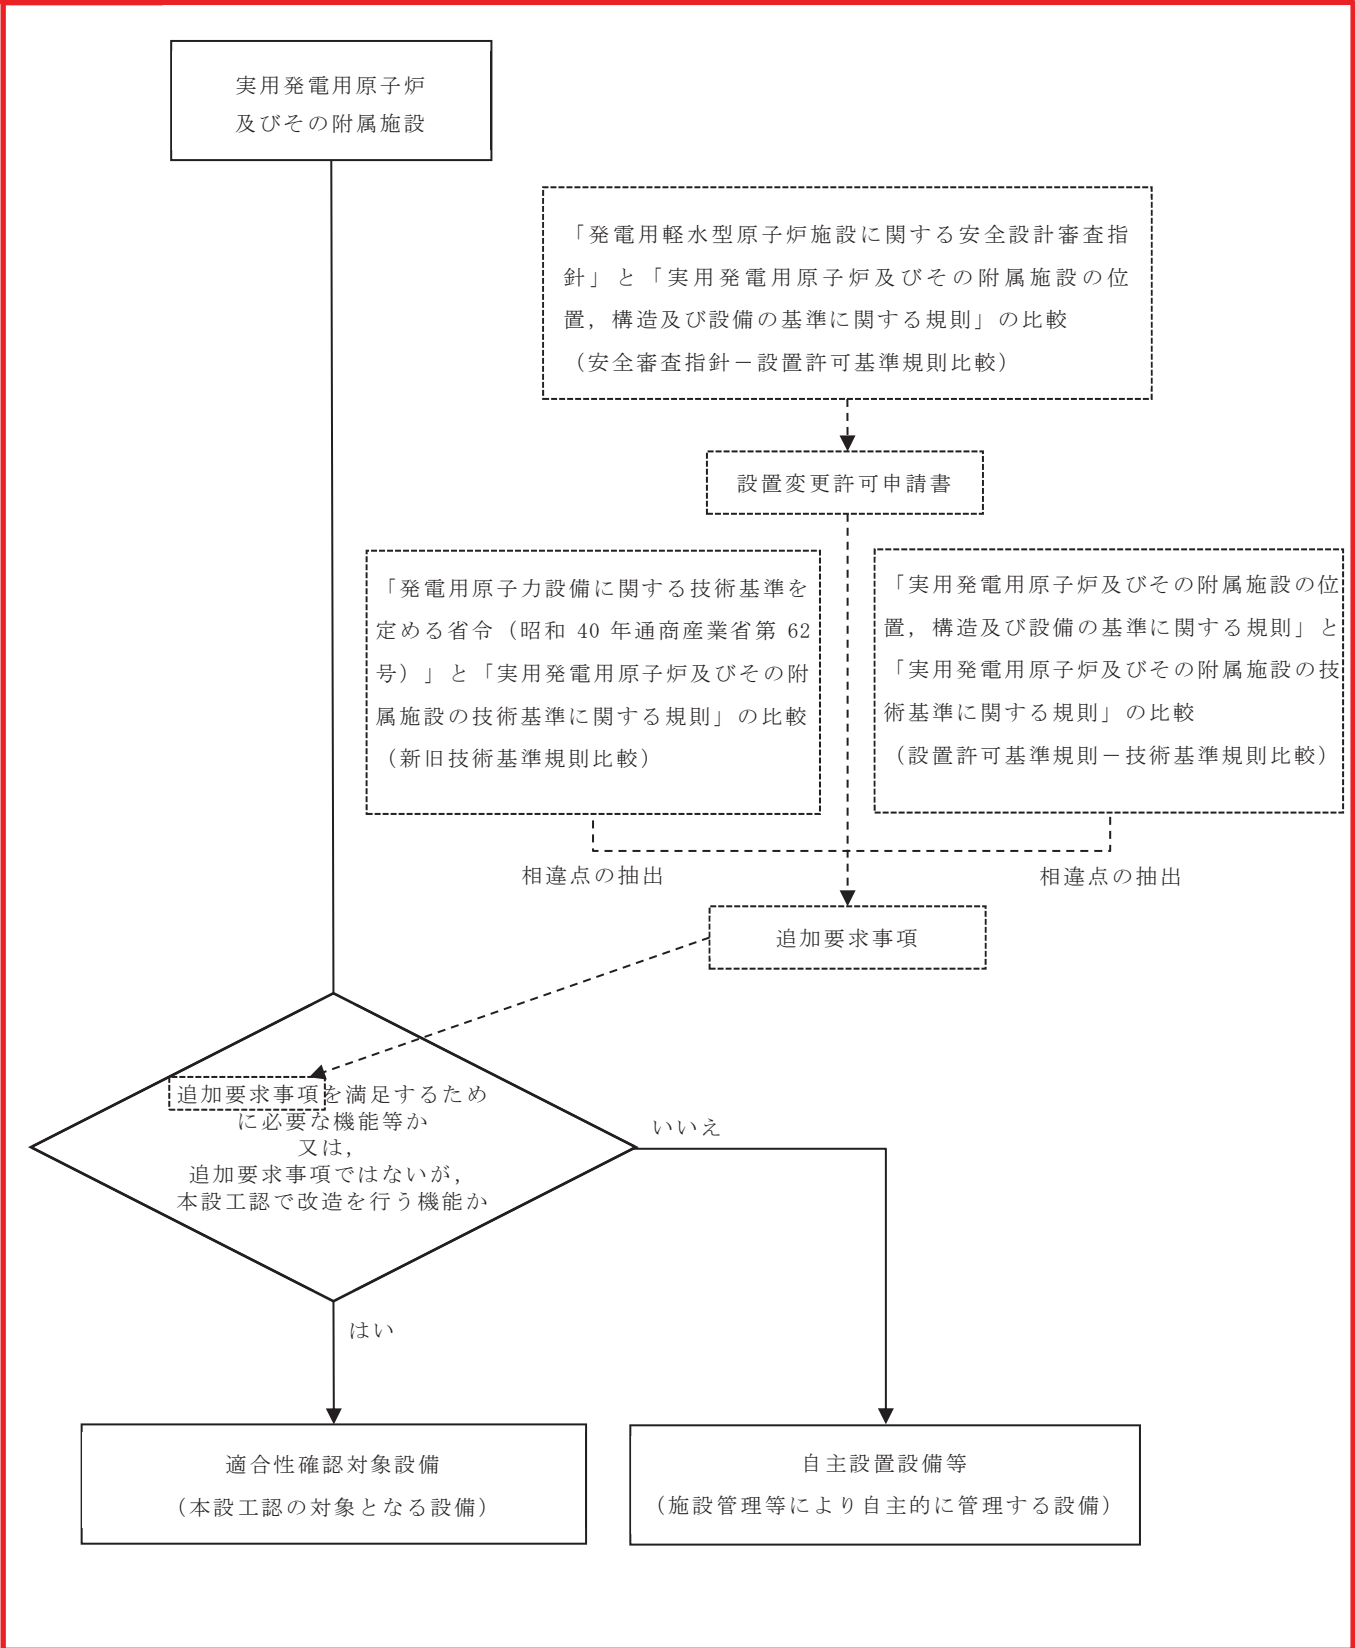 実用発電用原子炉
及びその附属施設
「発電用軽水型原子炉施設に関する安全設計審査指
針」と「実用発電用原子炉及びその附属施設の位
置，構造及び設備の基準に関する規則」の比較
（安全審査指針－設置許可基準規則比較）
設置変更許可申請書
「発電用原子力設備に関する技術基準を
定める省令（昭和 40 年通商産業省第 62
号）」と「実用発電用原子炉及びその附
属施設の技術基準に関する規則」の比較
（新旧技術基準規則比較）
「実用発電用原子炉及びその附属施設の位
置，構造及び設備の基準に関する規則」と
「実用発電用原子炉及びその附属施設の技
術基準に関する規則」の比較
（設置許可基準規則－技術基準規則比較）
相違点の抽出
相違点の抽出
追加要求事項
追加要求事項を満足するため
に必要な機能等か
又は，
追加要求事項ではないが，
本設工認で改造を行う機能か
いいえ
はい
適合性確認対象設備
（本設工認の対象となる設備）
自主設置設備等
（施設管理等により自主的に管理する設備）